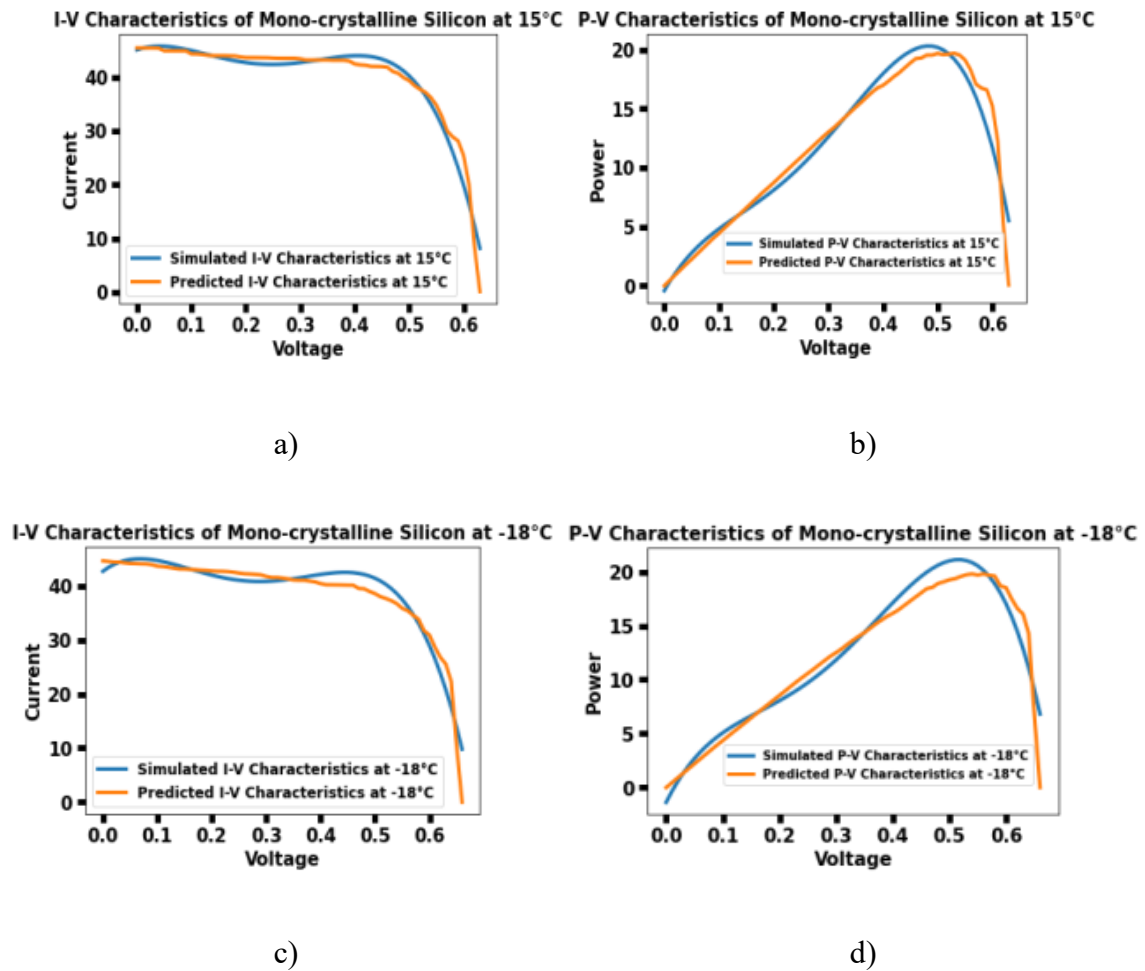 I-V Characteristics of Mono-crystalline Silicon at 15°C
Current
40
30
20
10
0
Simulated I-V Characteristics at 15°C
Predicted I-V Characteristics at 15°C
0.0 0.1 0.2 0.3 0.4 0.5 0.6
Voltage
a)
P-V Characteristics of Mono-crystalline Silicon at 15°C
Power
20
15
10
5
0
Simulated P-V Characteristics at 15°C
Predicted P-V Characteristics at 15°C
0.0 0.1 0.2 0.3 0.4 0.5 0.6
Voltage
b)
I-V Characteristics of Mono-crystalline Silicon at -18°C
Current
40
30
20
10
0
Simulated I-V Characteristics at -18°C
Predicted I-V Characteristics at -18°C
0.0 0.1 0.2 0.3 0.4 0.5 0.6
Voltage
c)
P-V Characteristics of Mono-crystalline Silicon at -18°C
Power
20
15
10
5
0
Simulated P-V Characteristics at -18°C
Predicted P-V Characteristics at -18°C
0.0 0.1 0.2 0.3 0.4 0.5 0.6
Voltage
d)